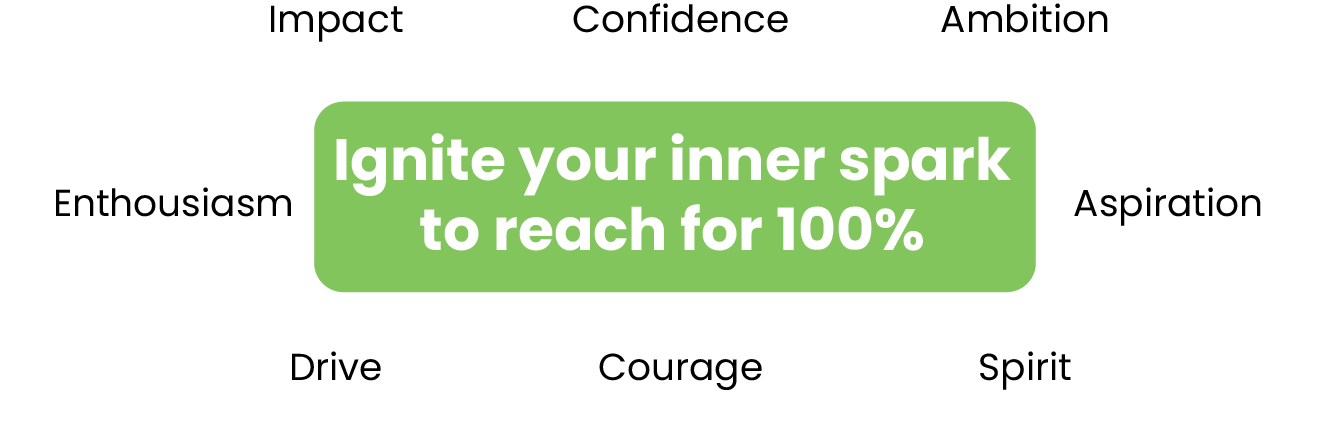 Impact Confidence Ambition
Ignite your inner spark
Enthousiasm Aspiration
to reach for 100%
Drive Courage Spirit